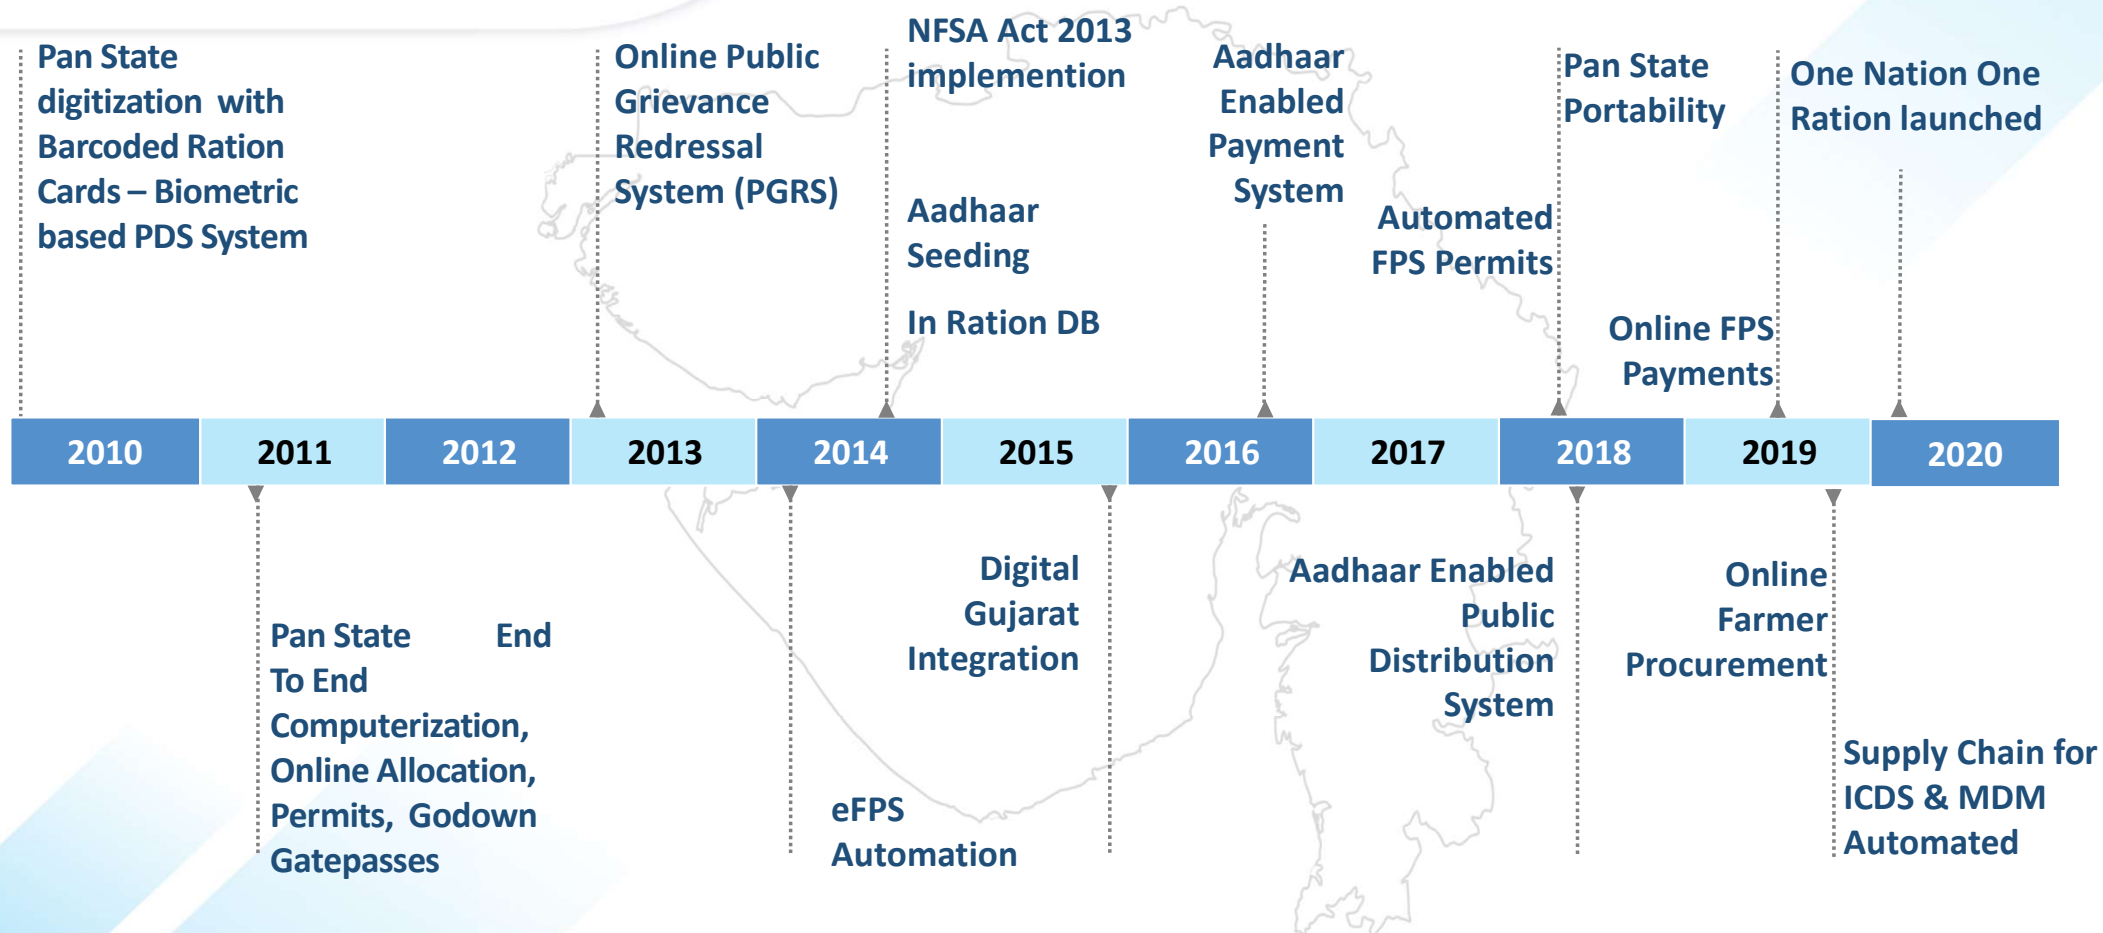 Pan State
digitization with
Barcoded Ration
Cards – Biometric
based PDS System
Online Public
Grievance
Redressal
System (PGRS)
NFSA Act 2013
implemention
Aadhaar
Seeding
In Ration DB
Aadhaar
Enabled
Payment
System
Automated
FPS Permits
Pan State
Portability
Online FPS
Payments
One Nation One
Ration launched
2010 2011 2012 2013 2014 2015 2016 2017 2018 2019 2020
Pan State End
To End
Computerization,
Online Allocation,
Permits, Godown
Gatepasses
eFPS
Automation
Digital
Gujarat
Integration
Aadhaar Enabled
Public
Distribution
System
Online
Farmer
Procurement
Supply Chain for
ICDS & MDM
Automated